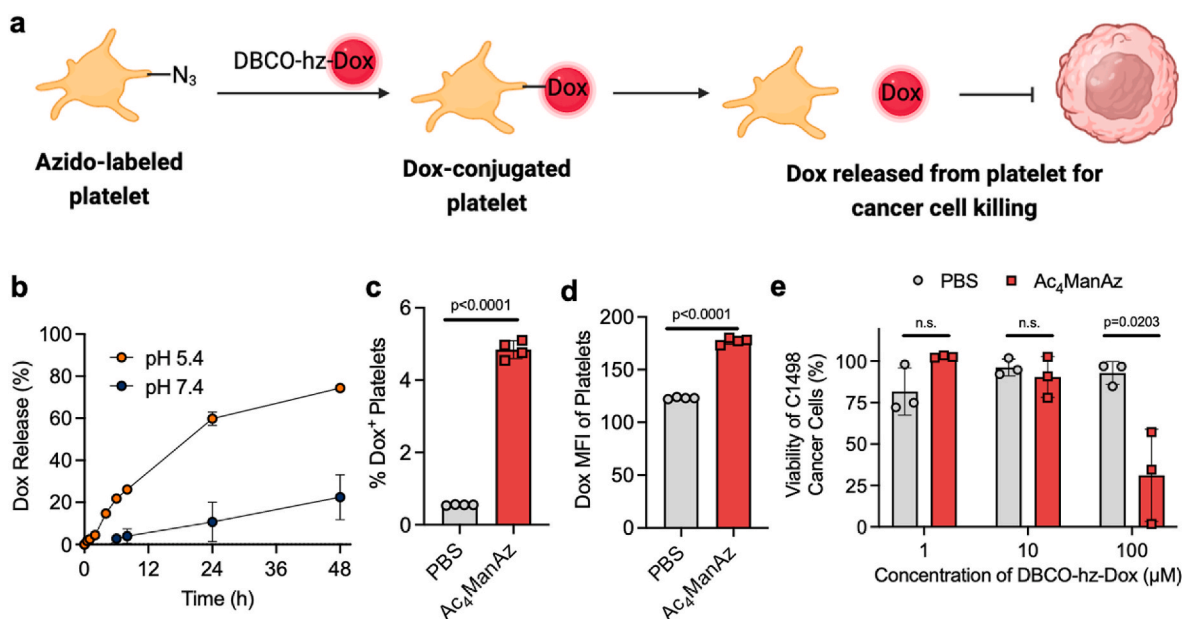 a
N₃
DBCO-hz-Dox
Dox
Dox
Azido-labeled
platelet
Dox-conjugated
platelet
Dox released from platelet for
cancer cell killing
b
Dox Release (%)
100
80
60
40
20
0
pH 5.4
pH 7.4
0 12 24 36 48
Time (h)
c
% Dox⁺ Platelets
6
4
2
0
p<0.0001
PBS
Ac₄ManAz
d
Dox MFI of Platelets
200
150
100
50
0
p<0.0001
PBS
Ac₄ManAz
e
PBS Ac₄ManAz
Viability of C1498
Cancer Cells (%)
100
75
50
25
0
n.s. n.s. p=0.0203
1 10 100
Concentration of DBCO-hz-Dox (μM)